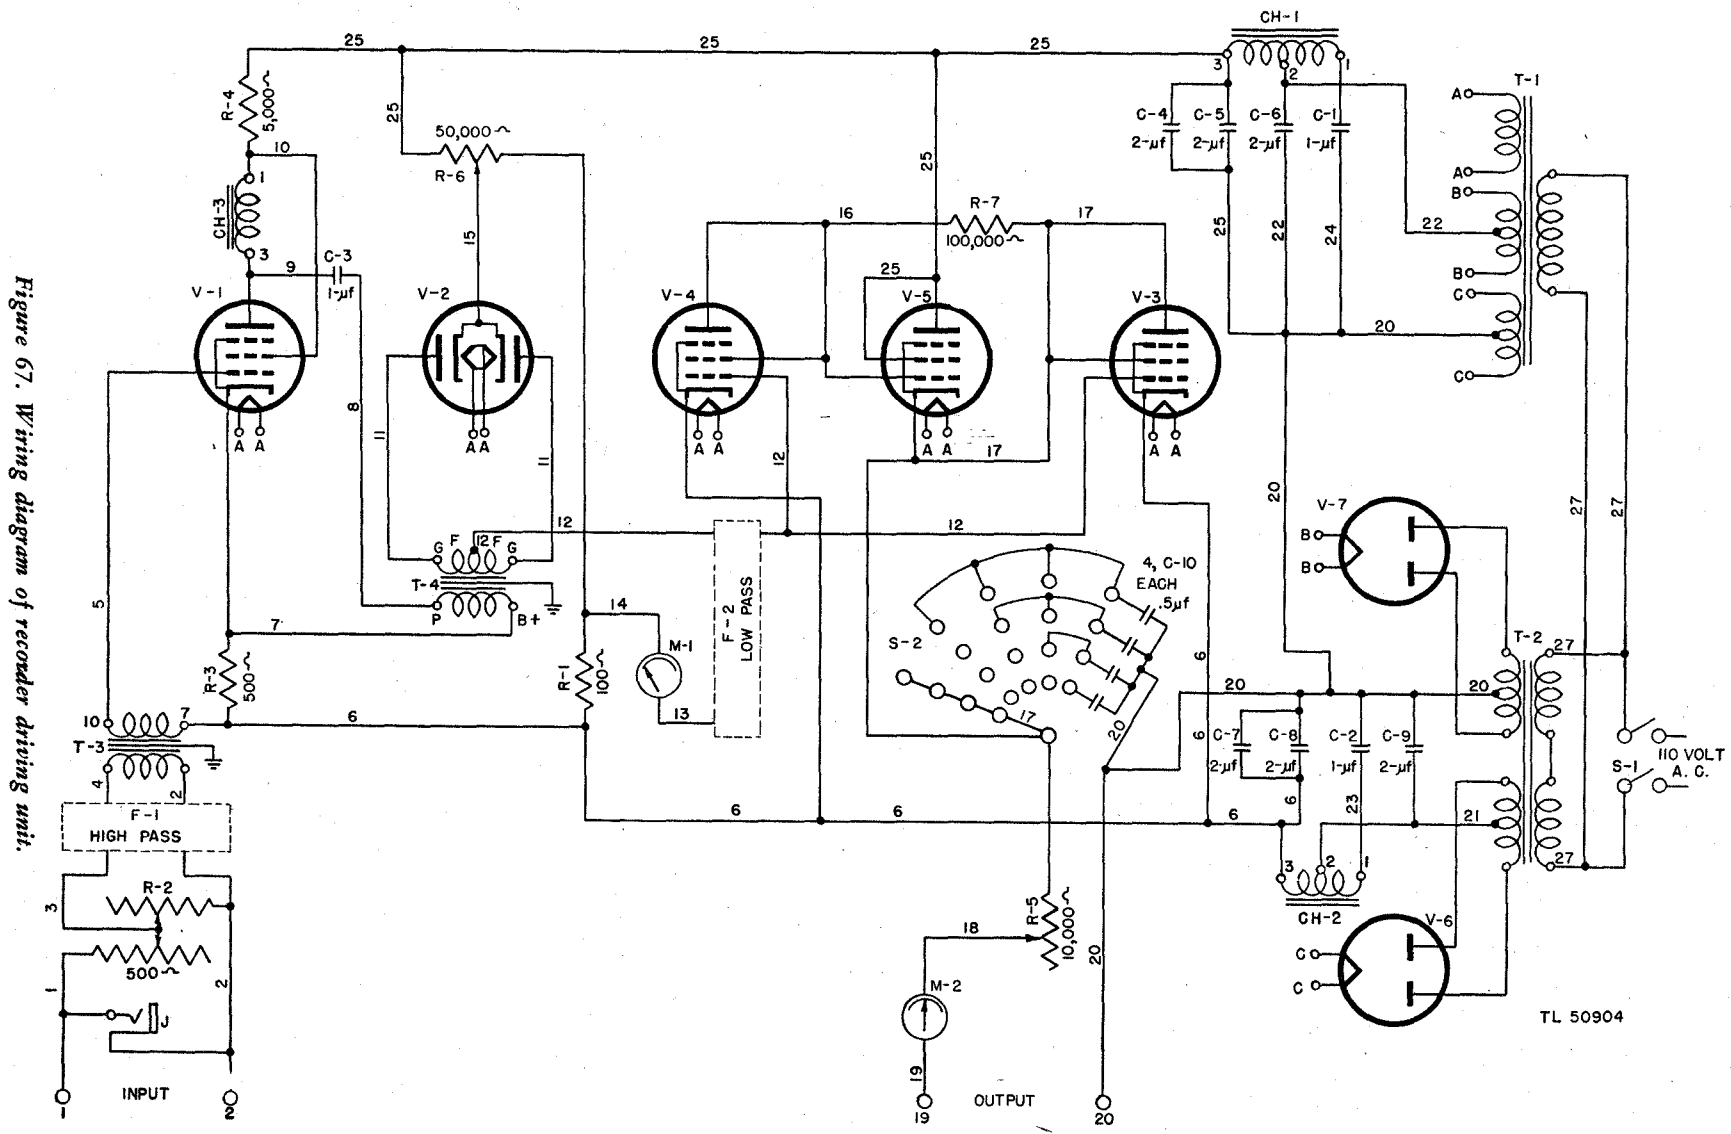 CH-1
25
25
25
3
2
1
T-1
A
R-4
5,000~
25
50,000~
R-6
C-4
2-μf
C-5
2-μf
C-6
2-μf
C-1
1-μf
10
1
CH-3
3
A
B
25
15
16
R-7
100,000~
17
25
22
24
22
9
C-3
1-μf
25
B
C
V-1
V-2
V-4
V-5
V-3
20
C
8
11
11
A A
A A
A A
A A
A A
12
17
20
27
27
V-7
B
B
12
12
G
F
12
F
G
T-4
P
B+
5
7
14
4, C-10
EACH
.5μf
S-2
M-1
F-2
LOW PASS
R-3
500~
R-1
100~
13
6
17
20
20
20
T-2
27
10
7
6
T-3
4
2
6
C-7
2-μf
C-8
2-μf
C-2
1-μf
C-9
2-μf
S-1
110 VOLT
A. C.
F-1
HIGH PASS
6
6
6
6
23
21
3
2
1
CH-2
27
3
R-2
500~
R-5
10,000~
18
20
V-6
C
C
1
2
J
M-2
19
TL 50904
INPUT
1
2
OUTPUT
19
20
Figure 67. Wiring diagram of recorder driving unit.